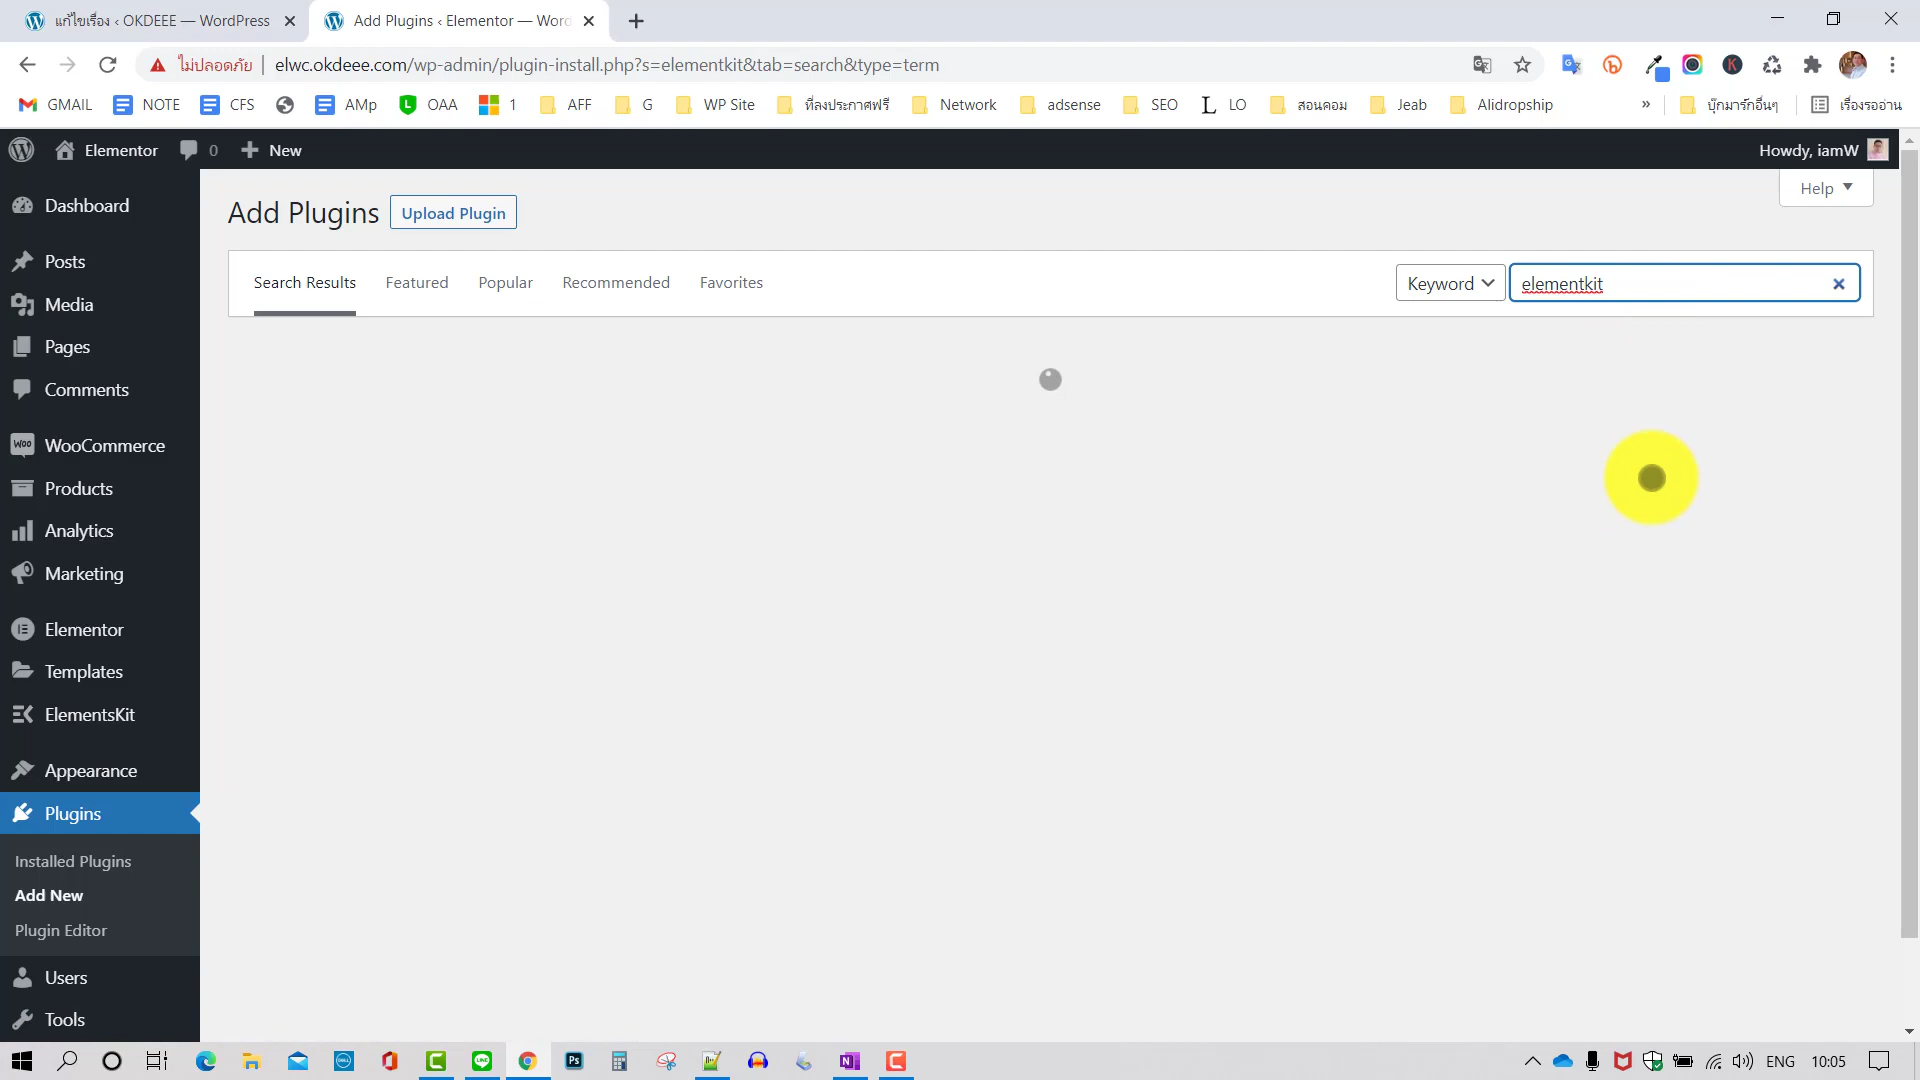 แก้ไขเรื่อง ‹ OKDEEE — WordPress
Add Plugins ‹ Elementor — Word
ไม่ปลอดภัย
elwc.okdeee.com/wp-admin/plugin-install.php?s=elementkit&tab=search&type=term
GMAIL NOTE CFS AMp OAA 1 AFF G WP Site ที่ลงประกาศฟรี Network adsense SEO LO สอนคอม Jeab Alidropship » บุ๊กมาร์กอื่นๆ เรื่องรออ่าน
Elementor 0 New Howdy, iamW
Help
Add Plugins Upload Plugin
Search Results Featured Popular Recommended Favorites Keyword elementkit
Dashboard
Posts
Media
Pages
Comments
WooCommerce
Products
Analytics
Marketing
Elementor
Templates
ElementsKit
Appearance
Plugins
Installed Plugins
Add New
Plugin Editor
Users
Tools
ENG 10:05